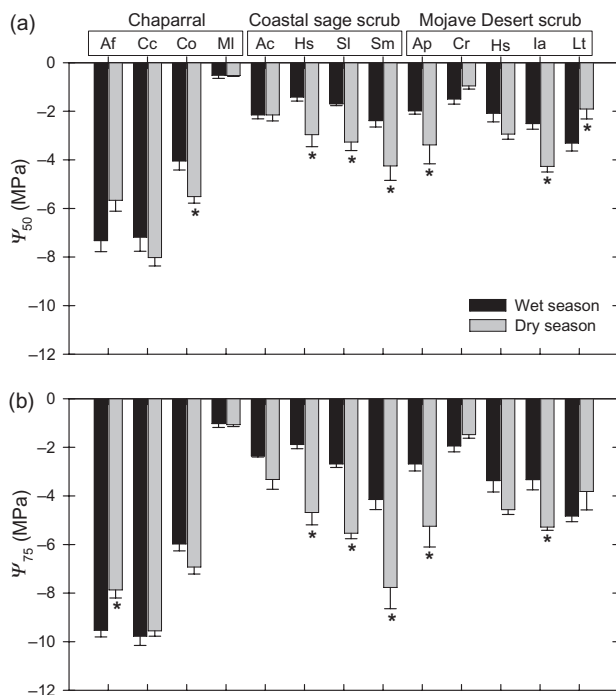 (a)
Chaparral Coastal sage scrub Mojave Desert scrub
Af Cc Co Ml Ac Hs Sl Sm Ap Cr Hs Ia Lt
0
–2
–4
–6
–8
–10
–12
Ψ50 (MPa)
* * * * * * *
Wet season
Dry season
(b)
0
–2
–4
–6
–8
–10
–12
Ψ75 (MPa)
* * * * * *